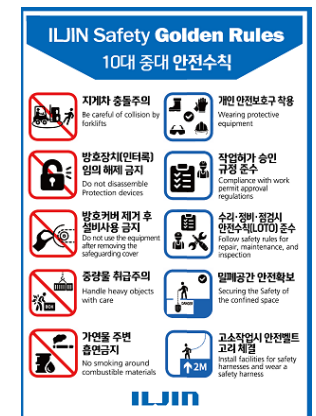 ILJIN Safety Golden Rules
10대 중대 안전수칙
지게차 충돌주의
Be careful of collision by
forklifts
개인 안전보호구 착용
Wearing protective
equipment
방호장치(인터록)
임의 해제 금지
Do not disassemble
Protection devices
작업허가 승인
규정 준수
Compliance with work
permit approval
regulations
방호커버 제거 후
설비사용 금지
Do not use the equipment
after removing the
safeguarding cover
수리·정비·점검시
안전수칙(LOTO) 준수
Follow safety rules for
repair, maintenance, and
inspection
중량물 취급주의
Handle heavy objects
with care
DANGER
밀폐공간 안전확보
Securing the Safety of
the confined space
가연물 주변
흡연금지
No smoking around
combustible materials
2M
고소작업시 안전벨트
고리 체결
Install facilities for safety
harnesses and wear a
safety harness
ILJIN